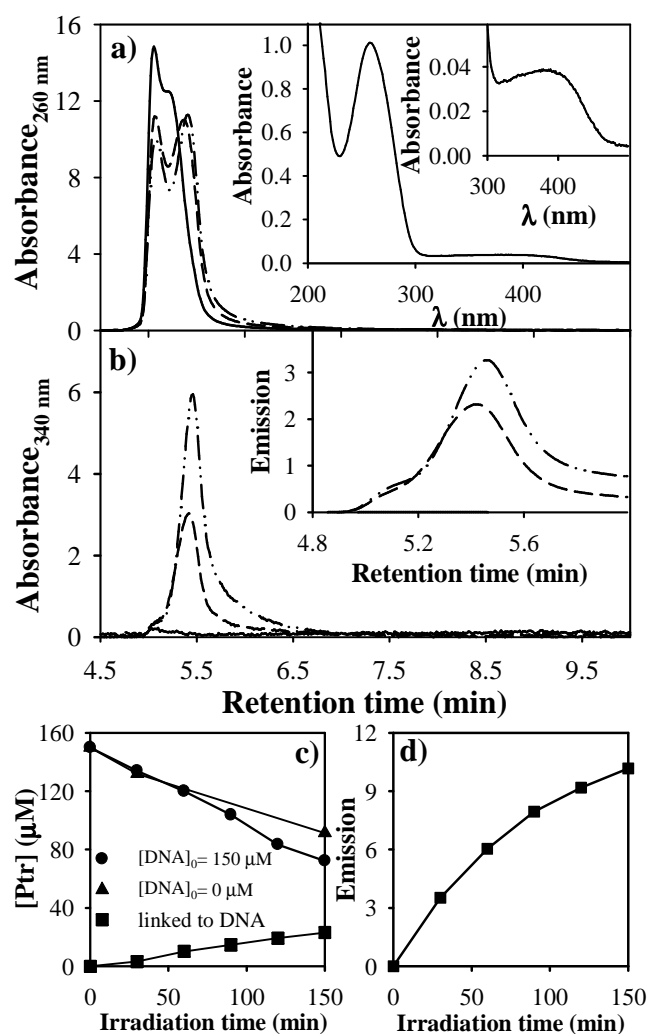 a)
Absorbance260 nm
16
12
8
4
0
Absorbance
1.0
0.8
0.6
0.4
0.2
0.0
200
300
400
λ (nm)
Absorbance
0.04
0.02
0.00
300
400
λ (nm)
b)
Absorbance340 nm
6
4
2
0
Emission
3
2
1
0
4.8
5.2
5.6
Retention time (min)
4.5
5.5
6.5
7.5
8.5
9.5
Retention time (min)
c)
[Ptr] (μM)
160
120
90
60
30
0
[DNA]0= 150 μM
[DNA]0= 0 μM
linked to DNA
0
50
100
150
Irradiation time (min)
d)
Emission
12
9
6
3
0
0
50
100
150
Irradiation time (min)